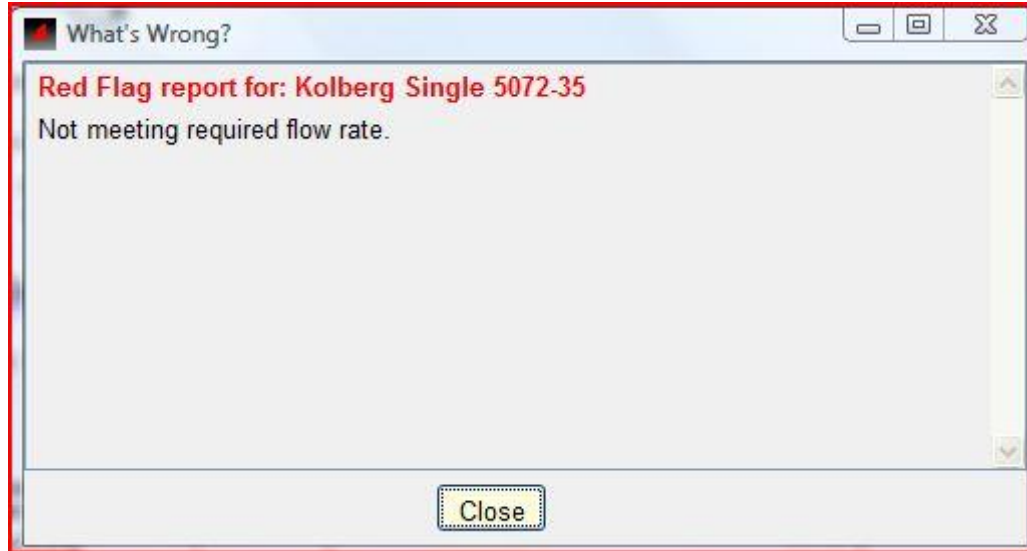 What's Wrong?
Red Flag report for: Kolberg Single 5072-35
Not meeting required flow rate.
Close